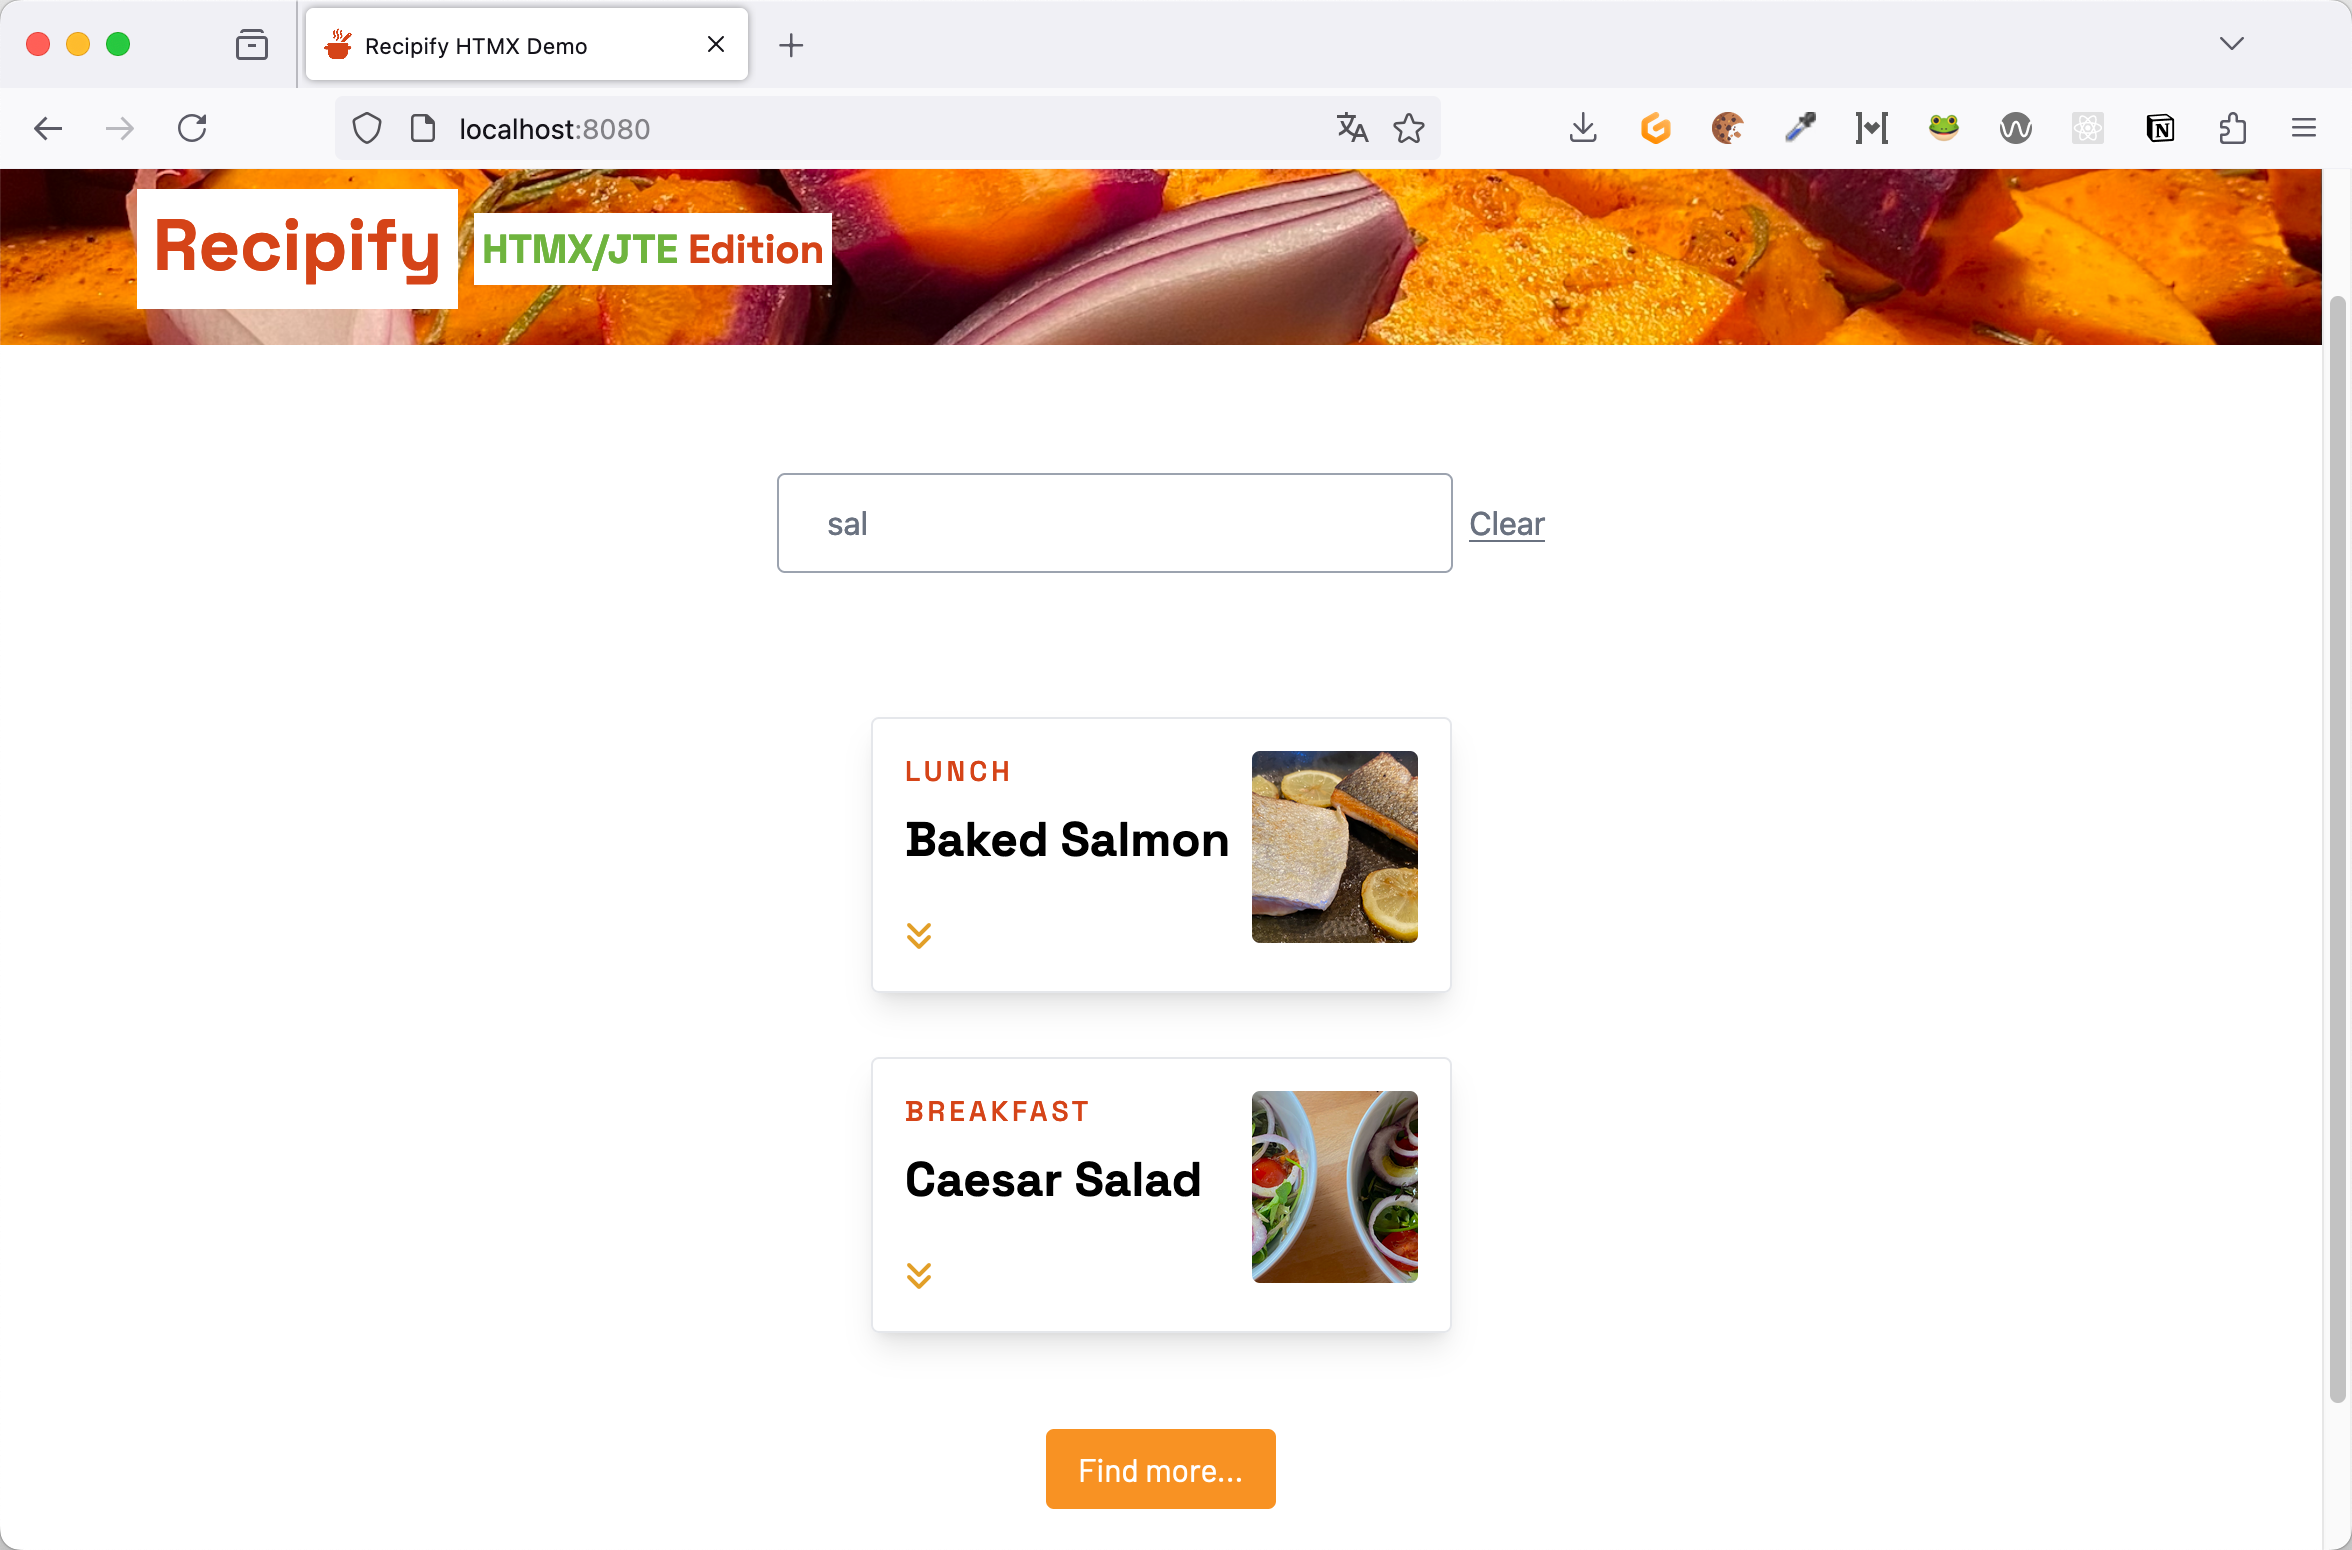 Recipify HTMX Demo
localhost:8080
Recipify
HTMX/JTE Edition
sal
Clear
LUNCH
Baked Salmon
BREAKFAST
Caesar Salad
Find more...